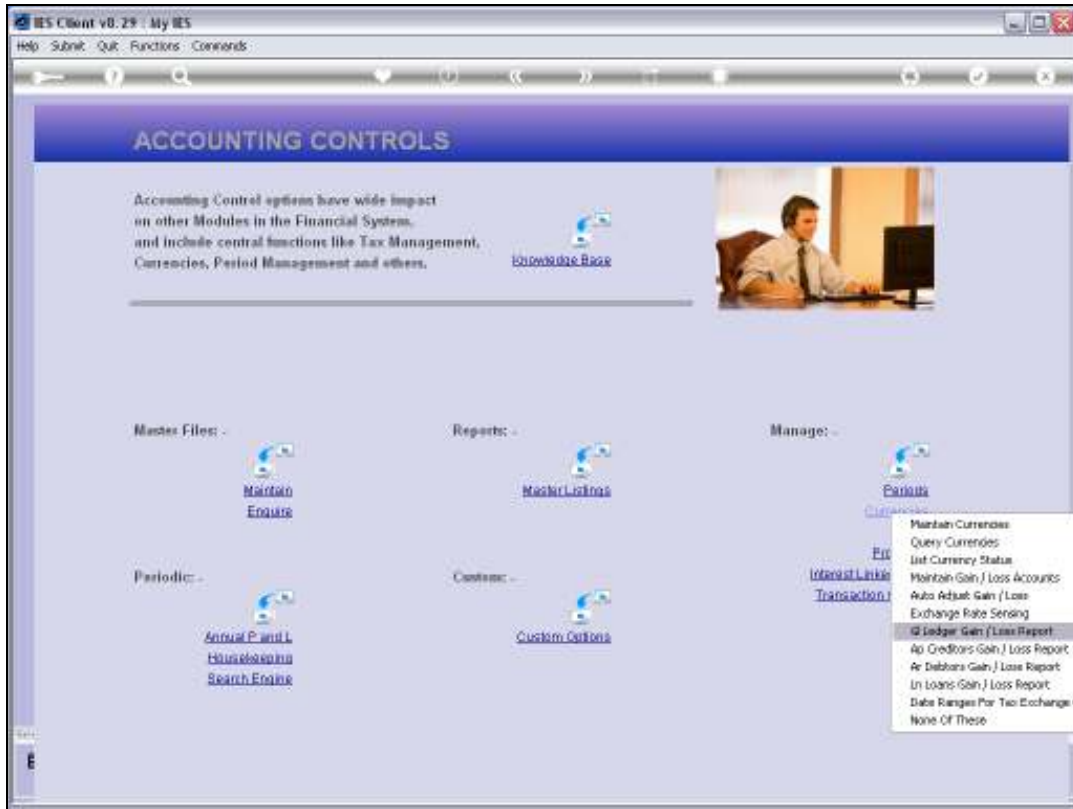 IES Client v8.29 : My IES
Help Submit Quit Functions Commands
ACCOUNTING CONTROLS
Accounting Control options have wide impact
on other Modules in the Financial System.
and include central functions like Tax Management,
Currencies, Period Management and others.
Knowledge Base
Master Files: -
Maintain
Enquire
Reports: -
Master Listings
Manage: -
Periods
Currencies
Interest Linke
Transaction
Periodic: -
Annual P and L
Housekeeping
Search Engine
Custom: -
Custom Options
Maintain Currencies
Query Currencies
List Currency Status
Maintain Gain / Loss Accounts
Auto Adjust Gain / Loss
Exchange Rate Sensing
Gl Ledger Gain / Loss Report
Ap Creditors Gain / Loss Report
Ar Debtors Gain / Loss Report
Ln Loans Gain / Loss Report
Date Ranges For Tax Exchange
None Of These